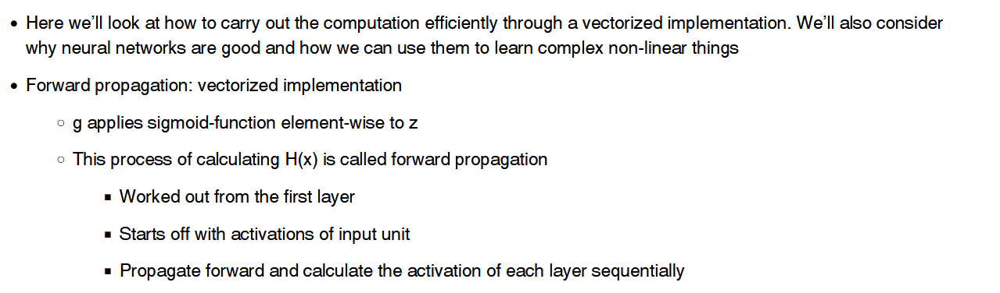 • Here we’ll look at how to carry out the computation efficiently through a vectorized implementation. We’ll also consider
why neural networks are good and how we can use them to learn complex non-linear things
• Forward propagation: vectorized implementation
◦ g applies sigmoid-function element-wise to z
◦ This process of calculating H(x) is called forward propagation
▪ Worked out from the first layer
▪ Starts off with activations of input unit
▪ Propagate forward and calculate the activation of each layer sequentially